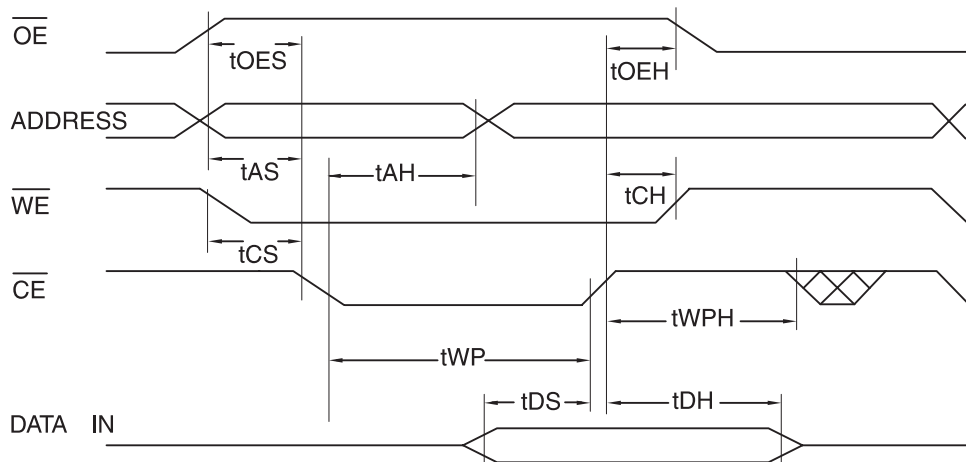 OE
tOES
tOEH
ADDRESS
tAS
tAH
tCH
WE
tCS
CE
tWPH
tWP
tDS
tDH
DATA IN